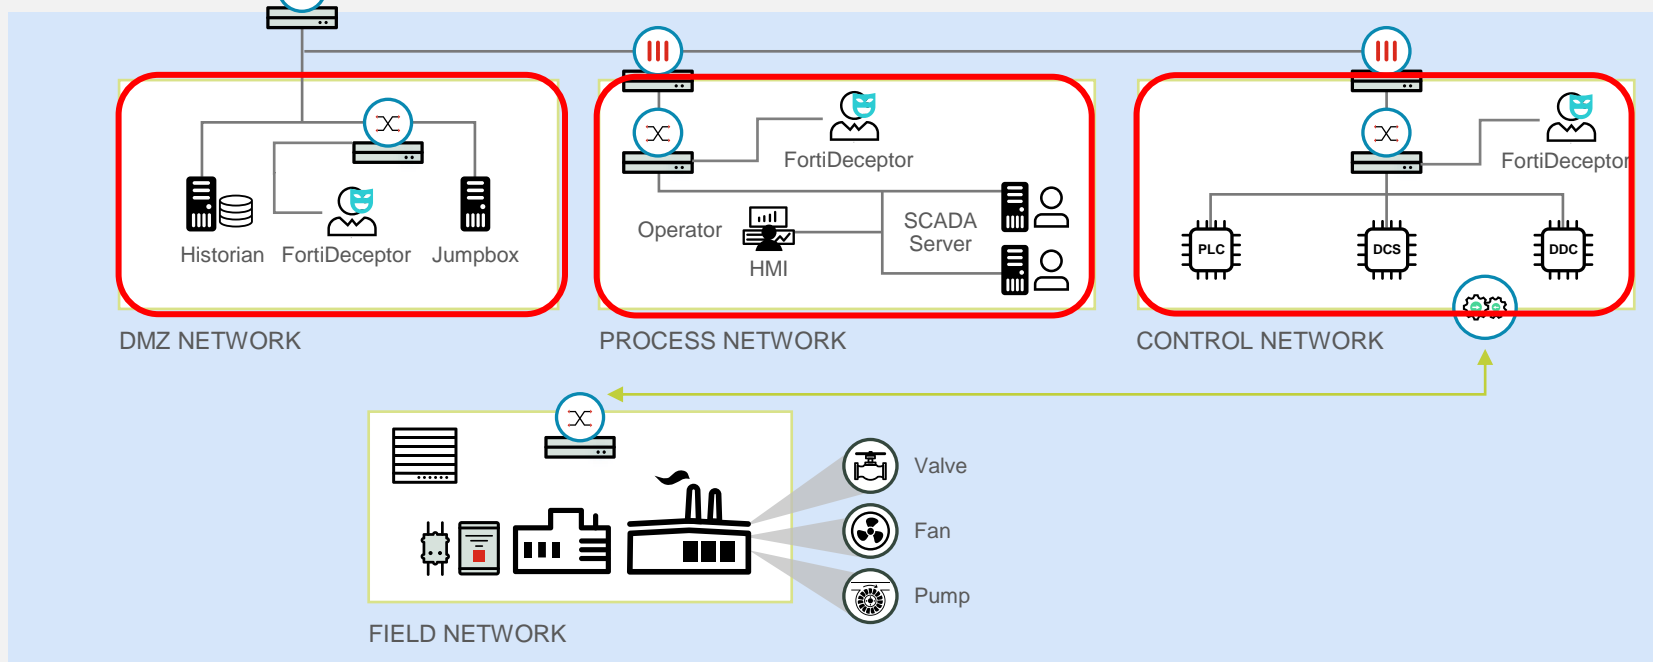 Historian
FortiDeceptor
Jumpbox
DMZ NETWORK
FortiDeceptor
Operator
HMI
SCADA
Server
PROCESS NETWORK
FortiDeceptor
PLC
DCS
DDC
CONTROL NETWORK
Valve
Fan
Pump
FIELD NETWORK